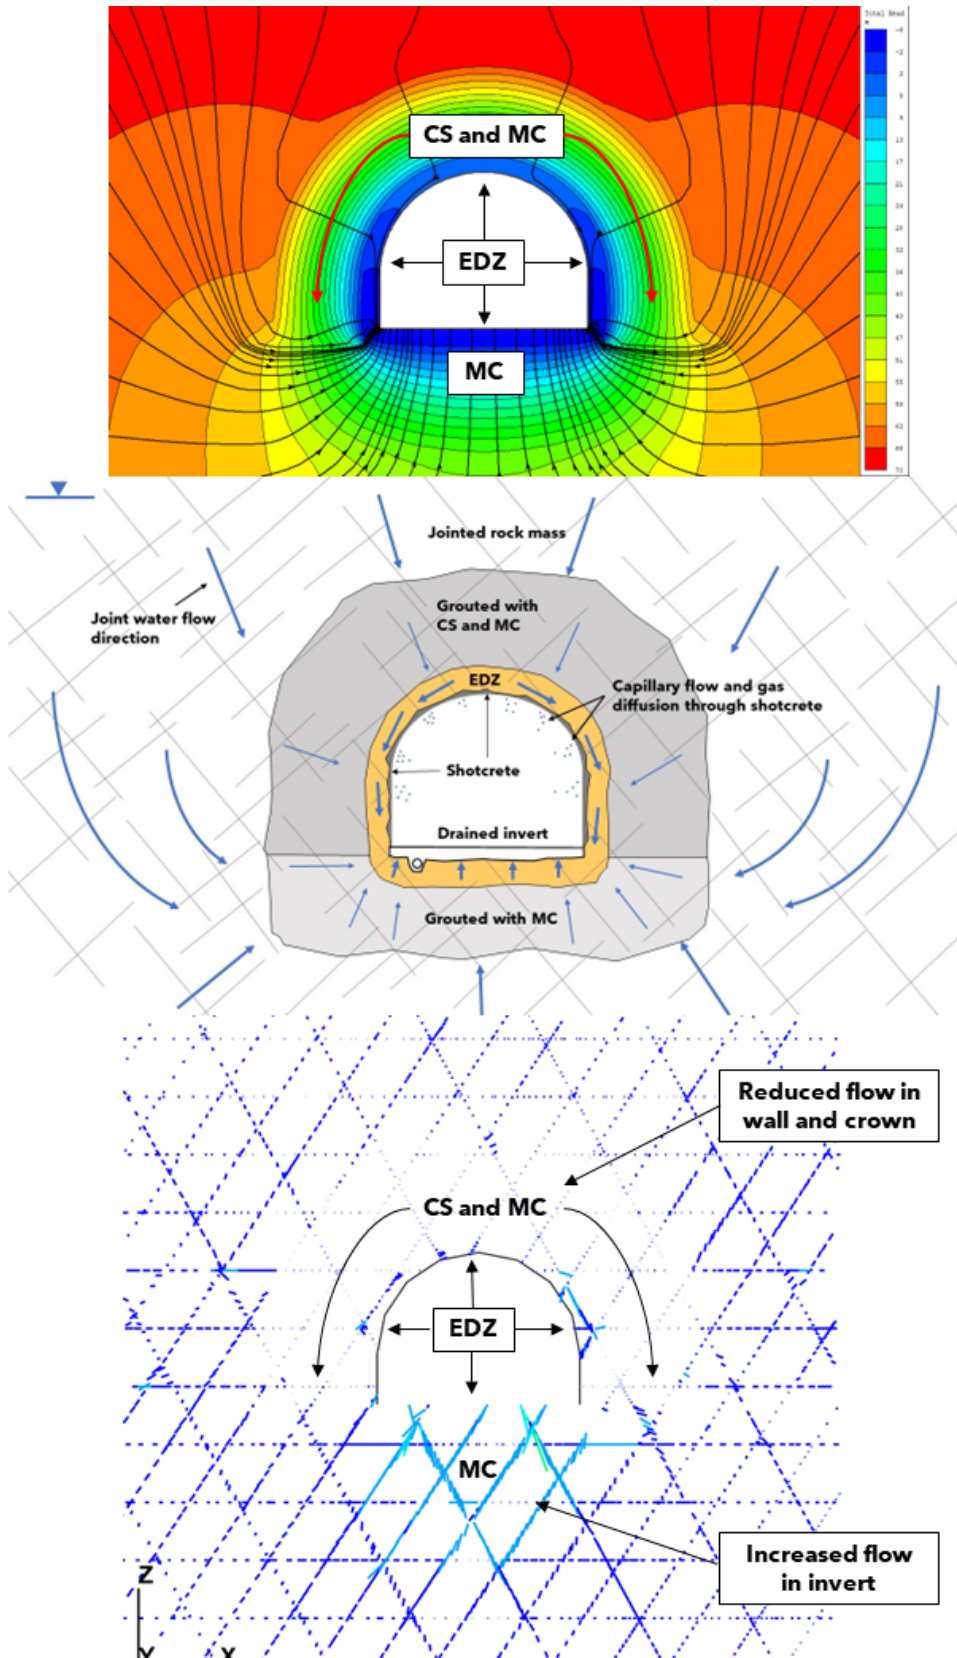 Total Head
m
CS and MC
EDZ
MC
Jointed rock mass
Joint water flow
direction
Grouted with
CS and MC
EDZ
Capillary flow and gas
diffusion through shotcrete
Shotcrete
Drained invert
Grouted with MC
Reduced flow in
wall and crown
CS and MC
EDZ
MC
Increased flow
in invert
Z
Y
X